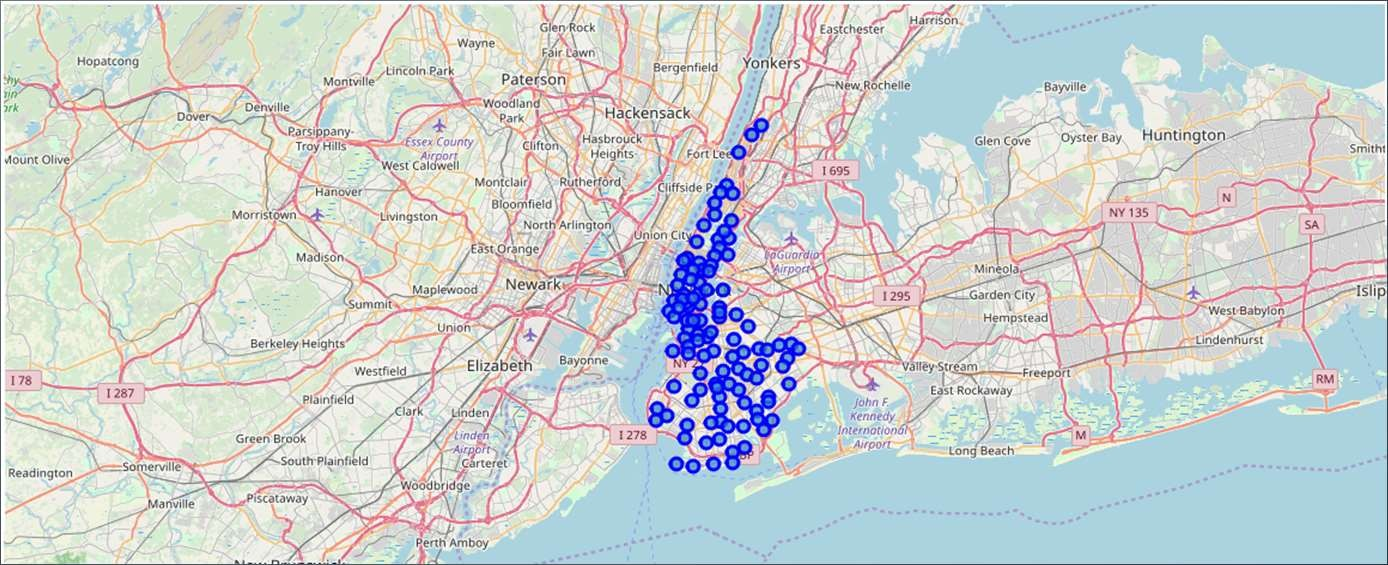 Glen Rock
Harrison
Eastchester
Wayne
Fair Lawn
Hopatcong
Yonkers
Lincoln Park
Bergenfield
Paterson
Montville
New Rochelle
Bayville
Denville
Woodland
Park
Hackensack
Dover
Parsippany-
Troy Hills
Hasbrouck
Heights
Clifton
Oyster Bay
Huntington
Glen Cove
Essex County
Airport
Fort Lee
Mount Olive
West Caldwell
I 695
Montclair
Rutherford
Cliffside P
Hanover
Bloomfield
N
NY 135
SA
Morristown
Livingston
North Arlington
Union City
East Orange
Madison
LaGuardia
Airport
Mineola
Maplewood
Newark
N
I 295
Garden City
Islip
Summit
Hempstead
West Babylon
Union
Berkeley Heights
Lindenhurst
Bayonne
Elizabeth
NY 2
Westfield
Valley Stream
Freeport
I 78
I 287
East Rockaway
RM
Plainfield
Clark
Linden
John F.
Kennedy
International
Airport
Green Brook
Linden
Airport
I 278
M
Long Beach
South Plainfield
Carteret
Somerville
Readington
Woodbridge
Piscataway
Manville
Perth Amboy
New Brunswick